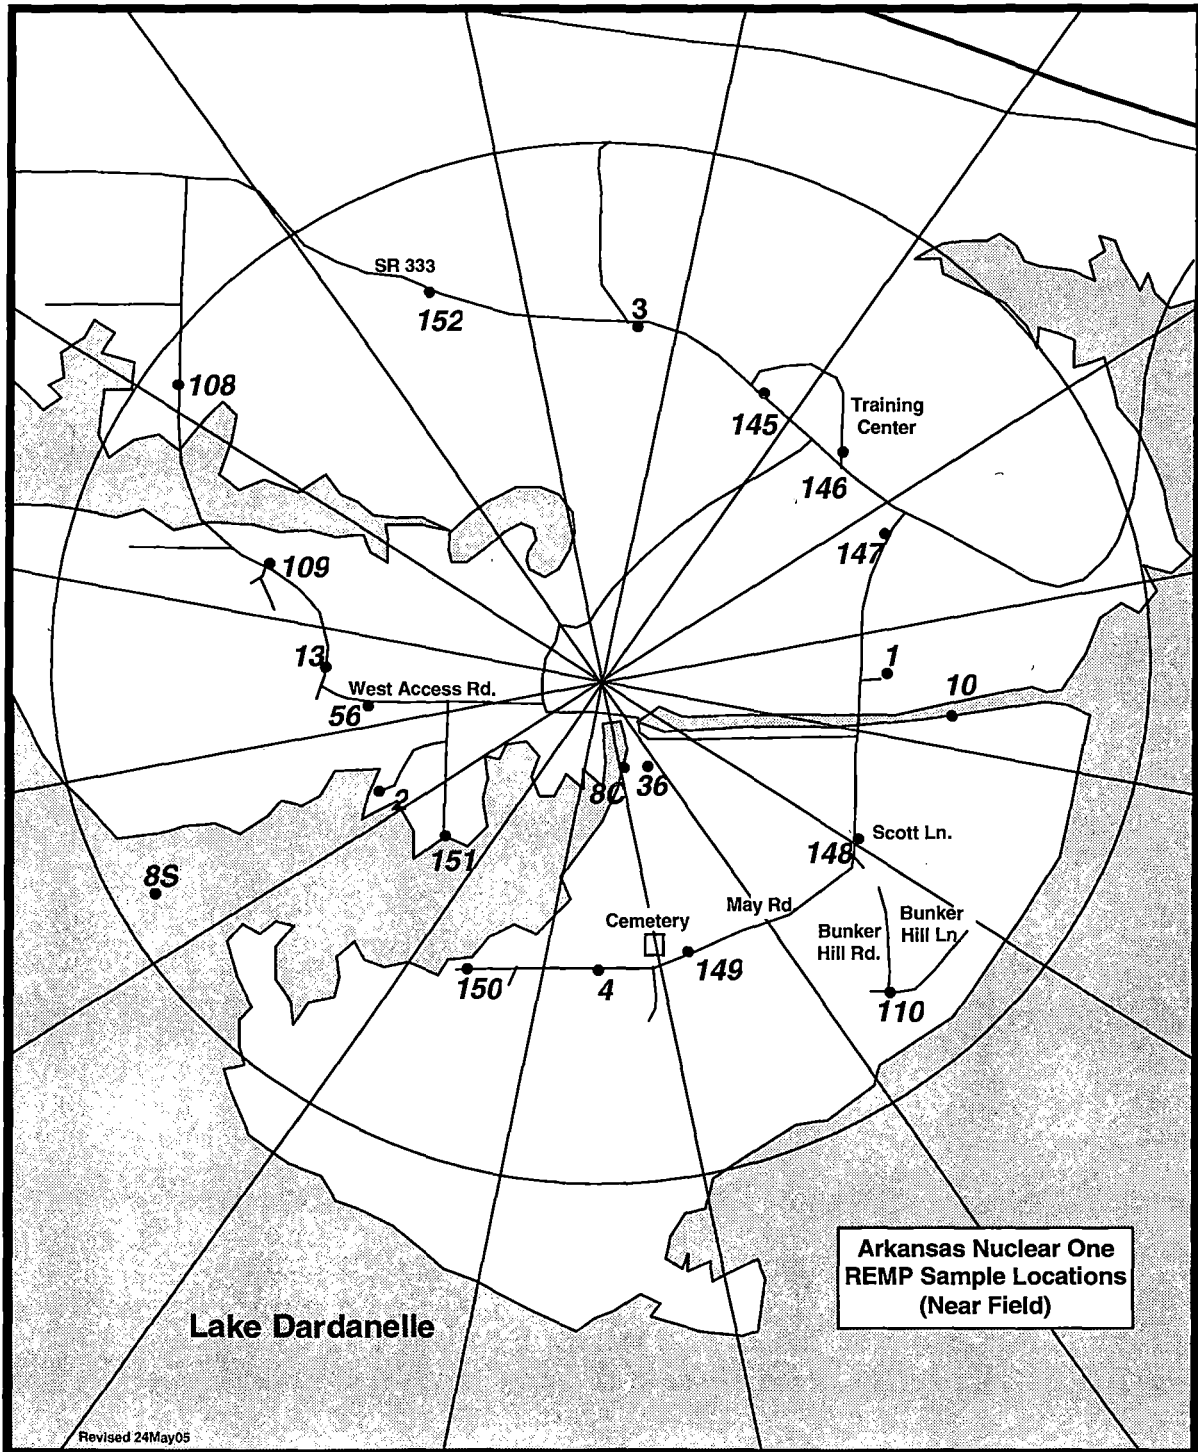 SR 333
152
3
108
145
Training
Center
146
147
109
13
West Access Rd.
56
1
10
2
8C
36
151
148
Scott Ln.
8S
Cemetery
May Rd
Bunker
Hill Rd.
Bunker
Hill Ln
150
4
149
110
Arkansas Nuclear One
REMP Sample Locations
(Near Field)
Lake Dardanelle
Revised 24May05